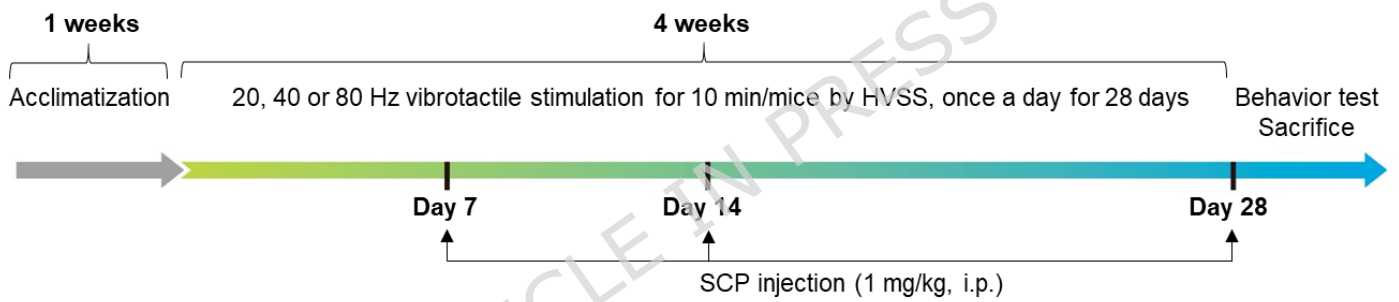 1 weeks
4 weeks
Acclimatization
20, 40 or 80 Hz vibrotactile stimulation for 10 min/mice by HVSS, once a day for 28 days
Behavior test
Sacrifice
Day 7
Day 14
Day 28
SCP injection (1 mg/kg, i.p.)
ICLE IN PRESS